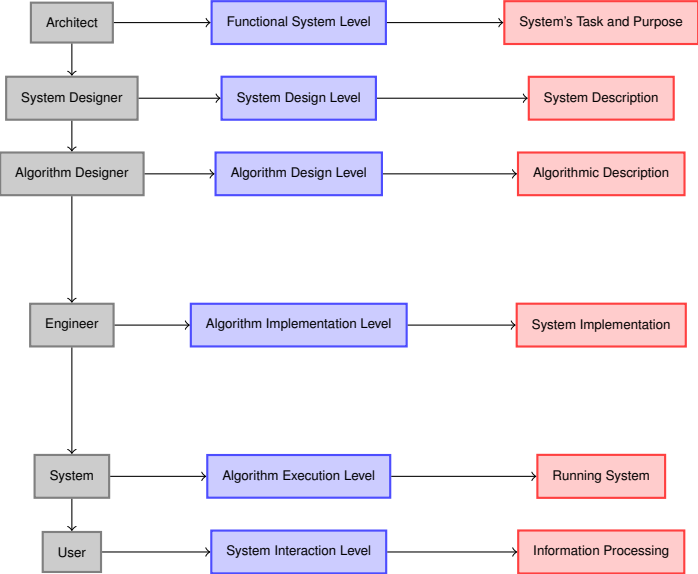 Architect
Functional System Level
System's Task and Purpose
System Designer
System Design Level
System Description
Algorithm Designer
Algorithm Design Level
Algorithmic Description
Engineer
Algorithm Implementation Level
System Implementation
System
Algorithm Execution Level
Running System
User
System Interaction Level
Information Processing